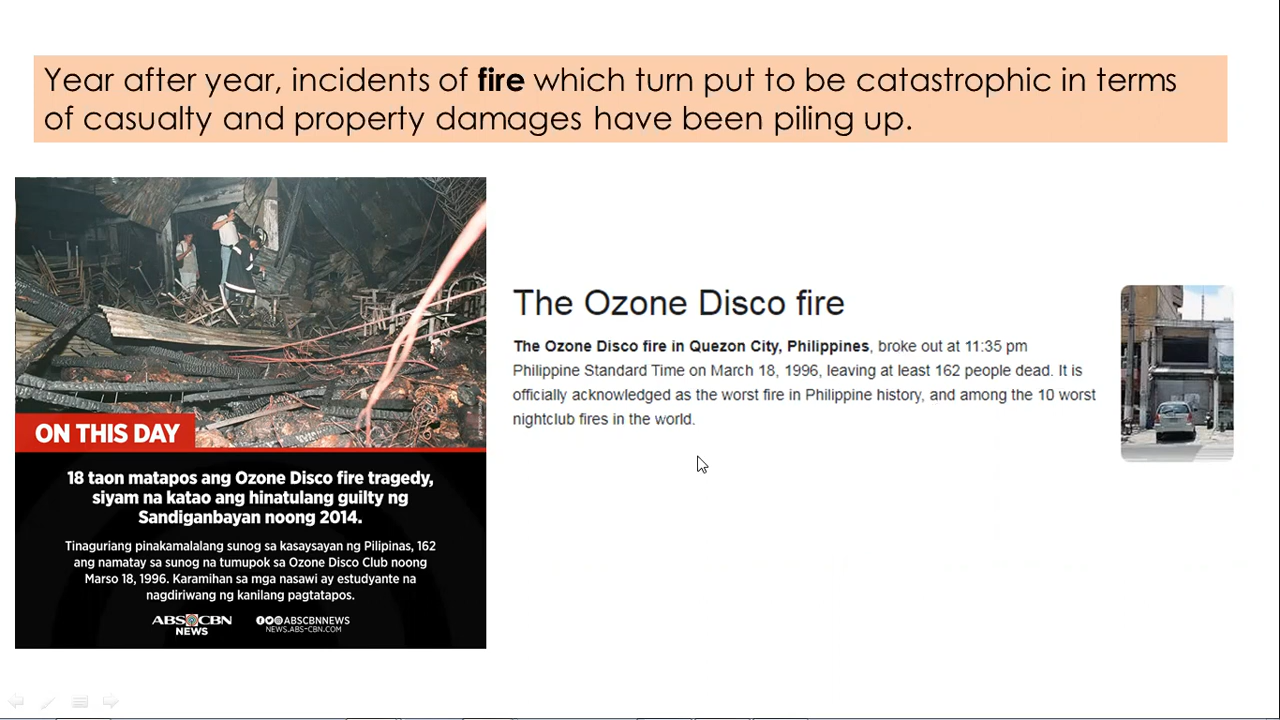 Year after year, incidents of fire which turn put to be catastrophic in terms
of casualty and property damages have been piling up.
ON THIS DAY
18 taon matapos ang Ozone Disco fire tragedy,
siyam na katao ang hinatulang guilty ng
Sandiganbayan noong 2014.
Tinaguriang pinakamalalang sunog sa kasaysayan ng Pilipinas, 162
ang namatay sa sunog na tumupok sa Ozone Disco Club noong
Marso 18, 1996. Karamihan sa mga nasawi ay estudyante na
nagdiriwang ng kanilang pagtatapos.
ABS CBN
NEWS
@ABSCBNNEWS
NEWS.ABS-CBN.COM
The Ozone Disco fire
The Ozone Disco fire in Quezon City, Philippines, broke out at 11:35 pm
Philippine Standard Time on March 18, 1996, leaving at least 162 people dead. It is
officially acknowledged as the worst fire in Philippine history, and among the 10 worst
nightclub fires in the world.